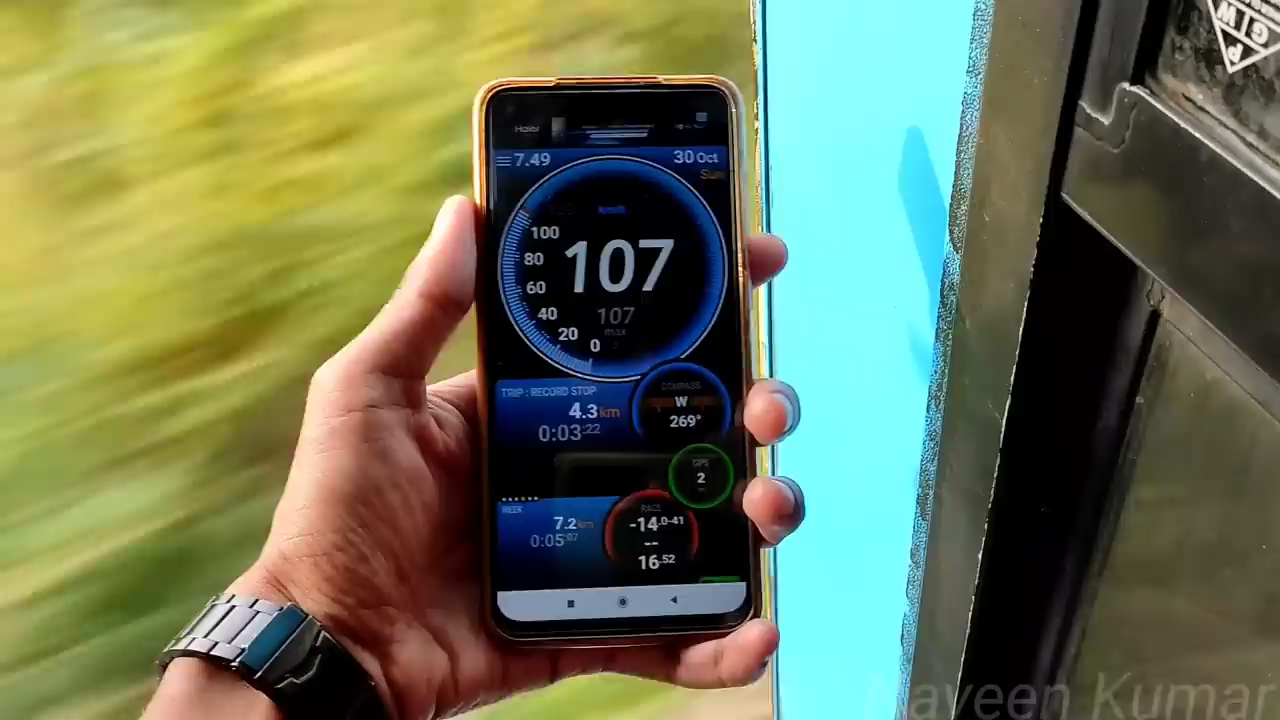 Haier
7.49
30 Oct
Sun
km/h
100
80
60
40
20
0
107
107
max
TRIP : RECORD STOP
4.3 km
0:03:22
COMPASS
W
269°
GPS
2
WEEK
7.2 km
0:05:07
RACE
-14.0-41
--
16.52
P
G W
Naveen Kumar